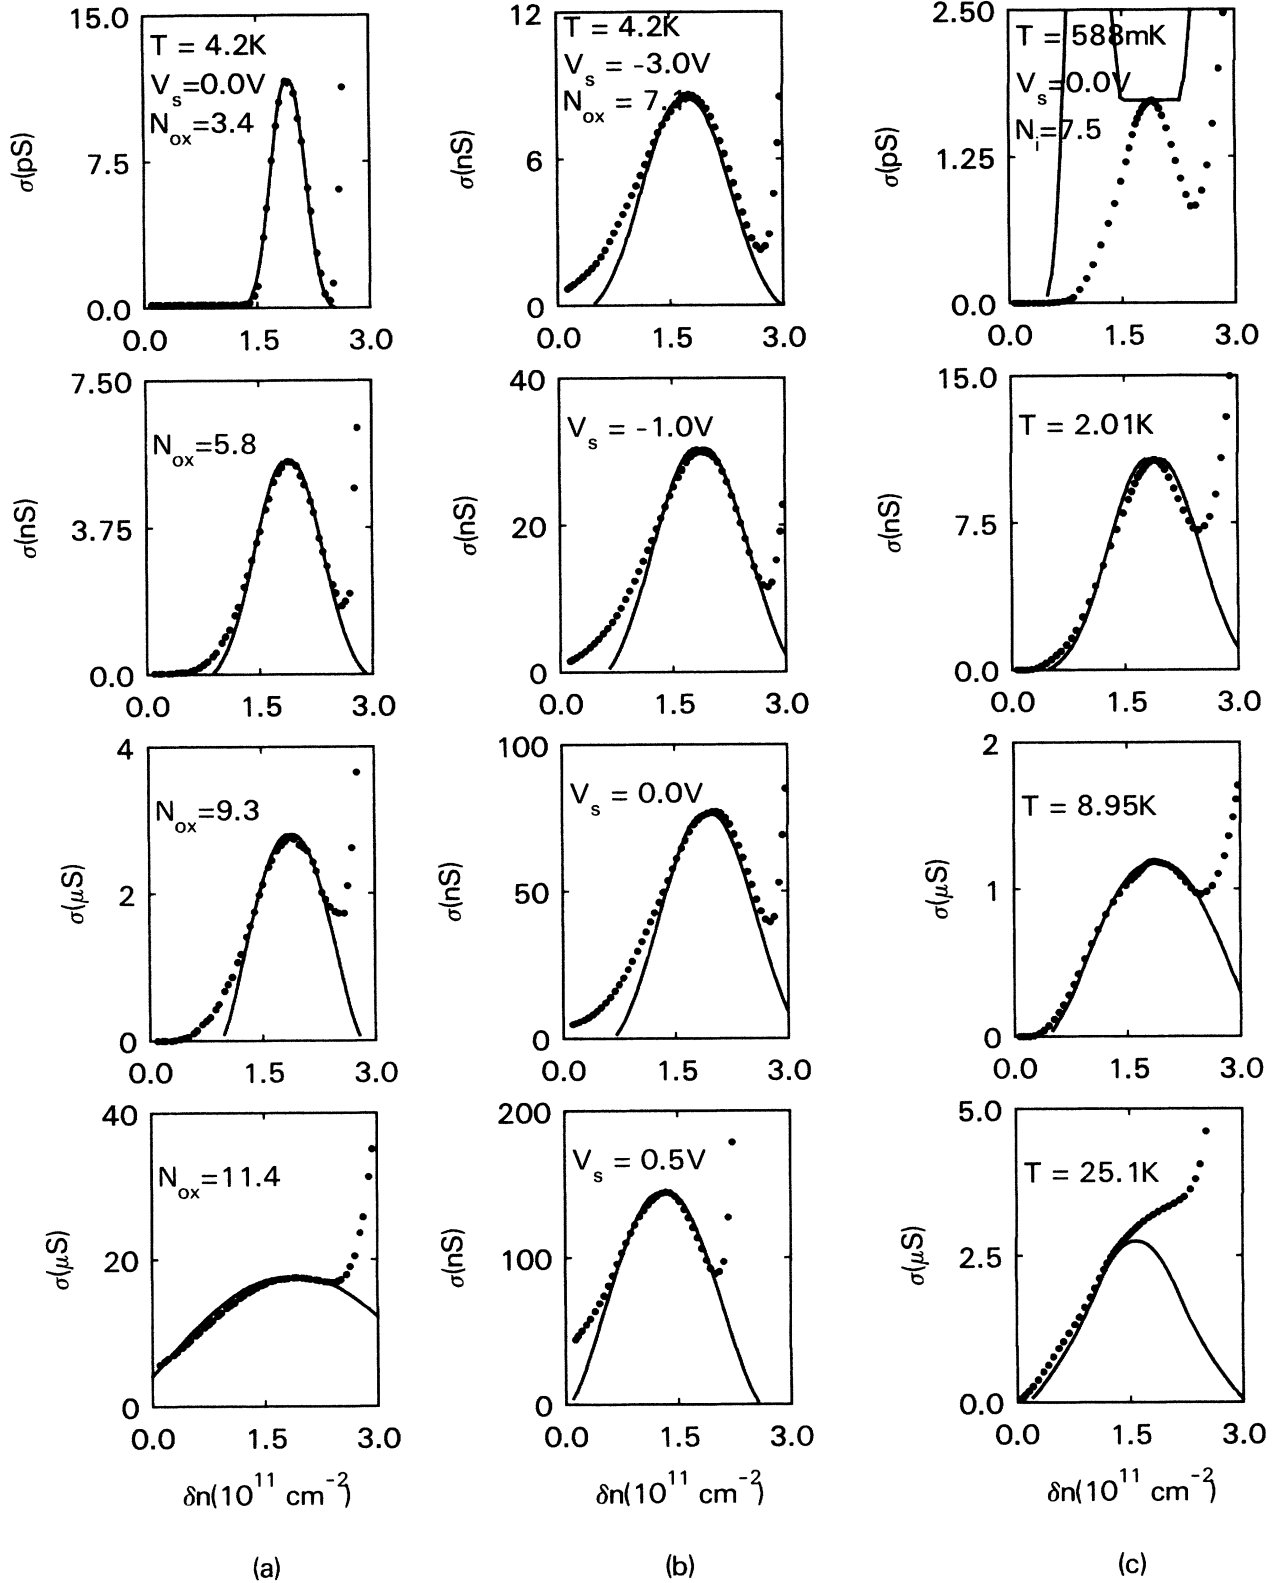 15.0
T = 4.2K
V_s=0.0V
N_ox=3.4
7.5
σ(pS)
0.0
0.0 1.5 3.0
12
T = 4.2K
V_s = -3.0V
N_ox = 7.
6
σ(nS)
0
0.0 1.5 3.0
2.50
T = 588mK
V_s=0.0V
N_i=7.5
1.25
σ(pS)
0.0
0.0 1.5 3.0
7.50
N_ox=5.8
3.75
σ(nS)
0.0
0.0 1.5 3.0
40
V_s = -1.0V
20
σ(nS)
0
0.0 1.5 3.0
15.0
T = 2.01K
7.5
σ(nS)
0.0
0.0 1.5 3.0
4
N_ox=9.3
2
σ(μS)
0
0.0 1.5 3.0
100
V_s = 0.0V
50
σ(nS)
0
0.0 1.5 3.0
2
T = 8.95K
1
σ(μS)
0
0.0 1.5 3.0
40
N_ox=11.4
20
σ(μS)
0
0.0 1.5 3.0
δn(10^11 cm^-2)
(a)
200
V_s = 0.5V
100
σ(nS)
0
0.0 1.5 3.0
δn(10^11 cm^-2)
(b)
5.0
T = 25.1K
2.5
σ(μS)
0.0
0.0 1.5 3.0
δn(10^11 cm^-2)
(c)